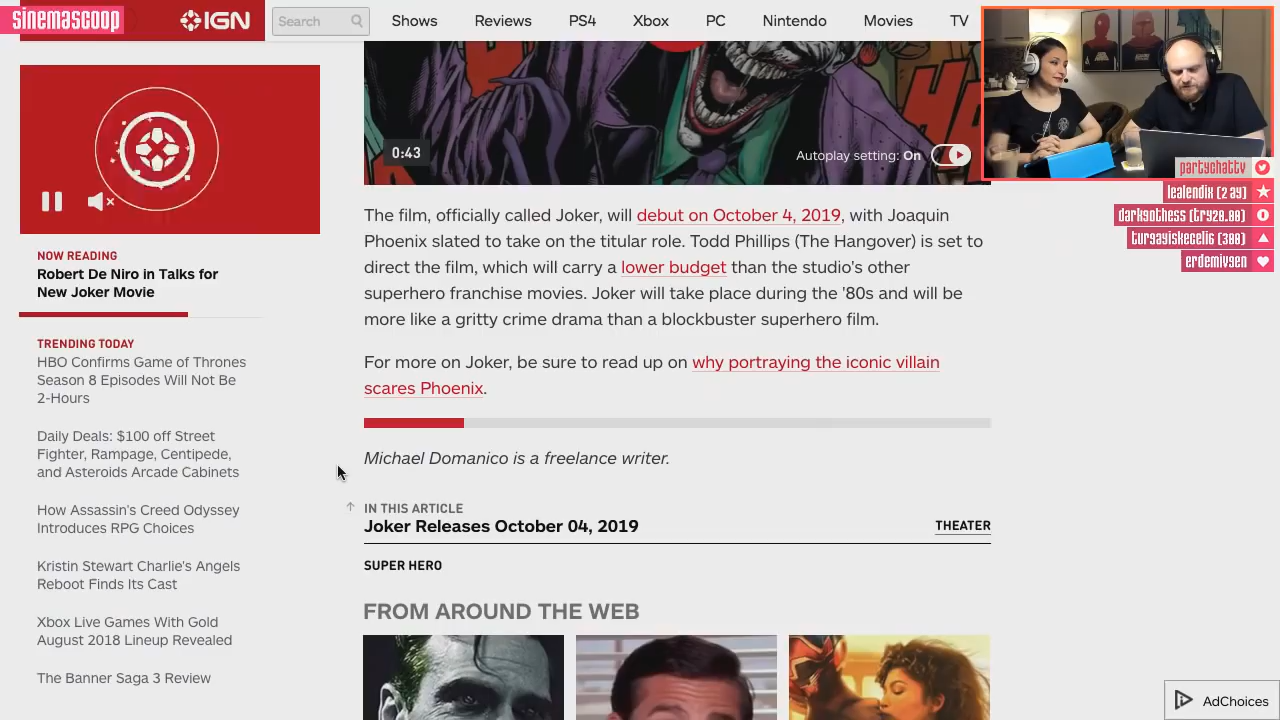 sinemascoop
IGN
Search
Shows
Reviews
PS4
Xbox
PC
Nintendo
Movies
TV
0:43
Autoplay setting: On
partychattv
lealendix (2 ay)
darkgothess (try20.00)
turgayiskecelig (300)
erdemivgen
NOW READING
Robert De Niro in Talks for
New Joker Movie
TRENDING TODAY
HBO Confirms Game of Thrones
Season 8 Episodes Will Not Be
2-Hours
Daily Deals: $100 off Street
Fighter, Rampage, Centipede,
and Asteroids Arcade Cabinets
How Assassin's Creed Odyssey
Introduces RPG Choices
Kristin Stewart Charlie's Angels
Reboot Finds Its Cast
Xbox Live Games With Gold
August 2018 Lineup Revealed
The Banner Saga 3 Review
The film, officially called Joker, will debut on October 4, 2019, with Joaquin
Phoenix slated to take on the titular role. Todd Phillips (The Hangover) is set to
direct the film, which will carry a lower budget than the studio's other
superhero franchise movies. Joker will take place during the '80s and will be
more like a gritty crime drama than a blockbuster superhero film.
For more on Joker, be sure to read up on why portraying the iconic villain
scares Phoenix.
Michael Domanico is a freelance writer.
IN THIS ARTICLE
Joker Releases October 04, 2019
THEATER
SUPER HERO
FROM AROUND THE WEB
AdChoices